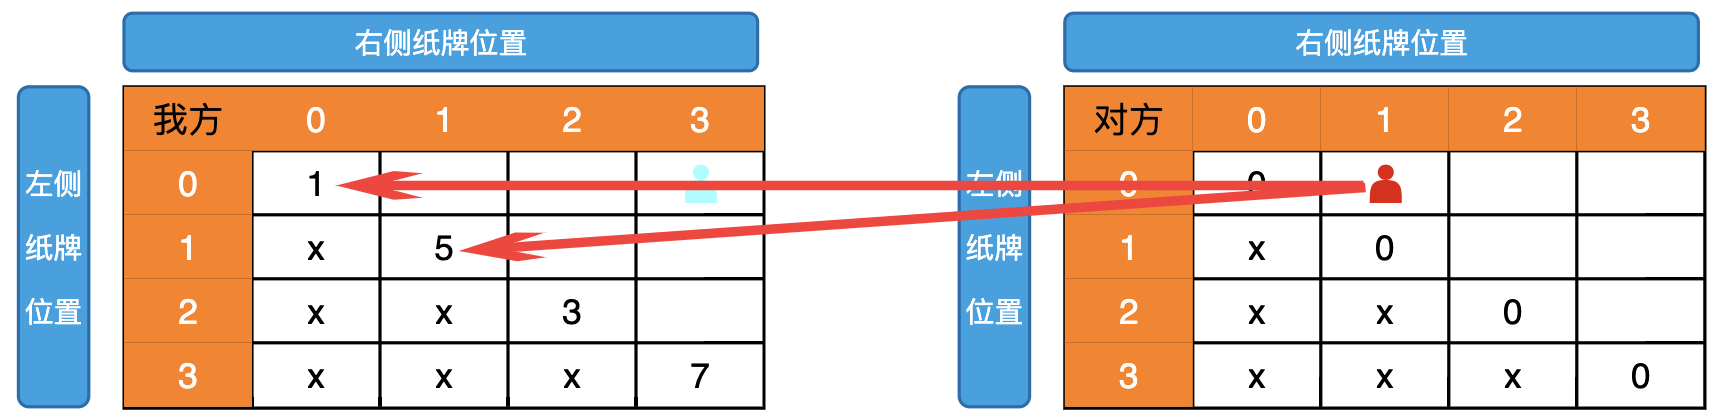 右侧纸牌位置
左侧
纸牌
位置
我方 0 1 2 3
0 1
1 x 5
2 x x 3
3 x x x 7
右侧纸牌位置
左侧
纸牌
位置
对方 0 1 2 3
0 0
1 x 0
2 x x 0
3 x x x 0